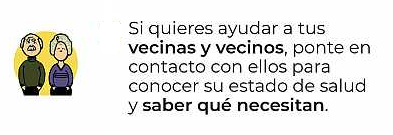 Si quieres ayudar a tus
vecinas y vecinos, ponte en
contacto con ellos para
conocer su estado de salud
y saber qué necesitan.